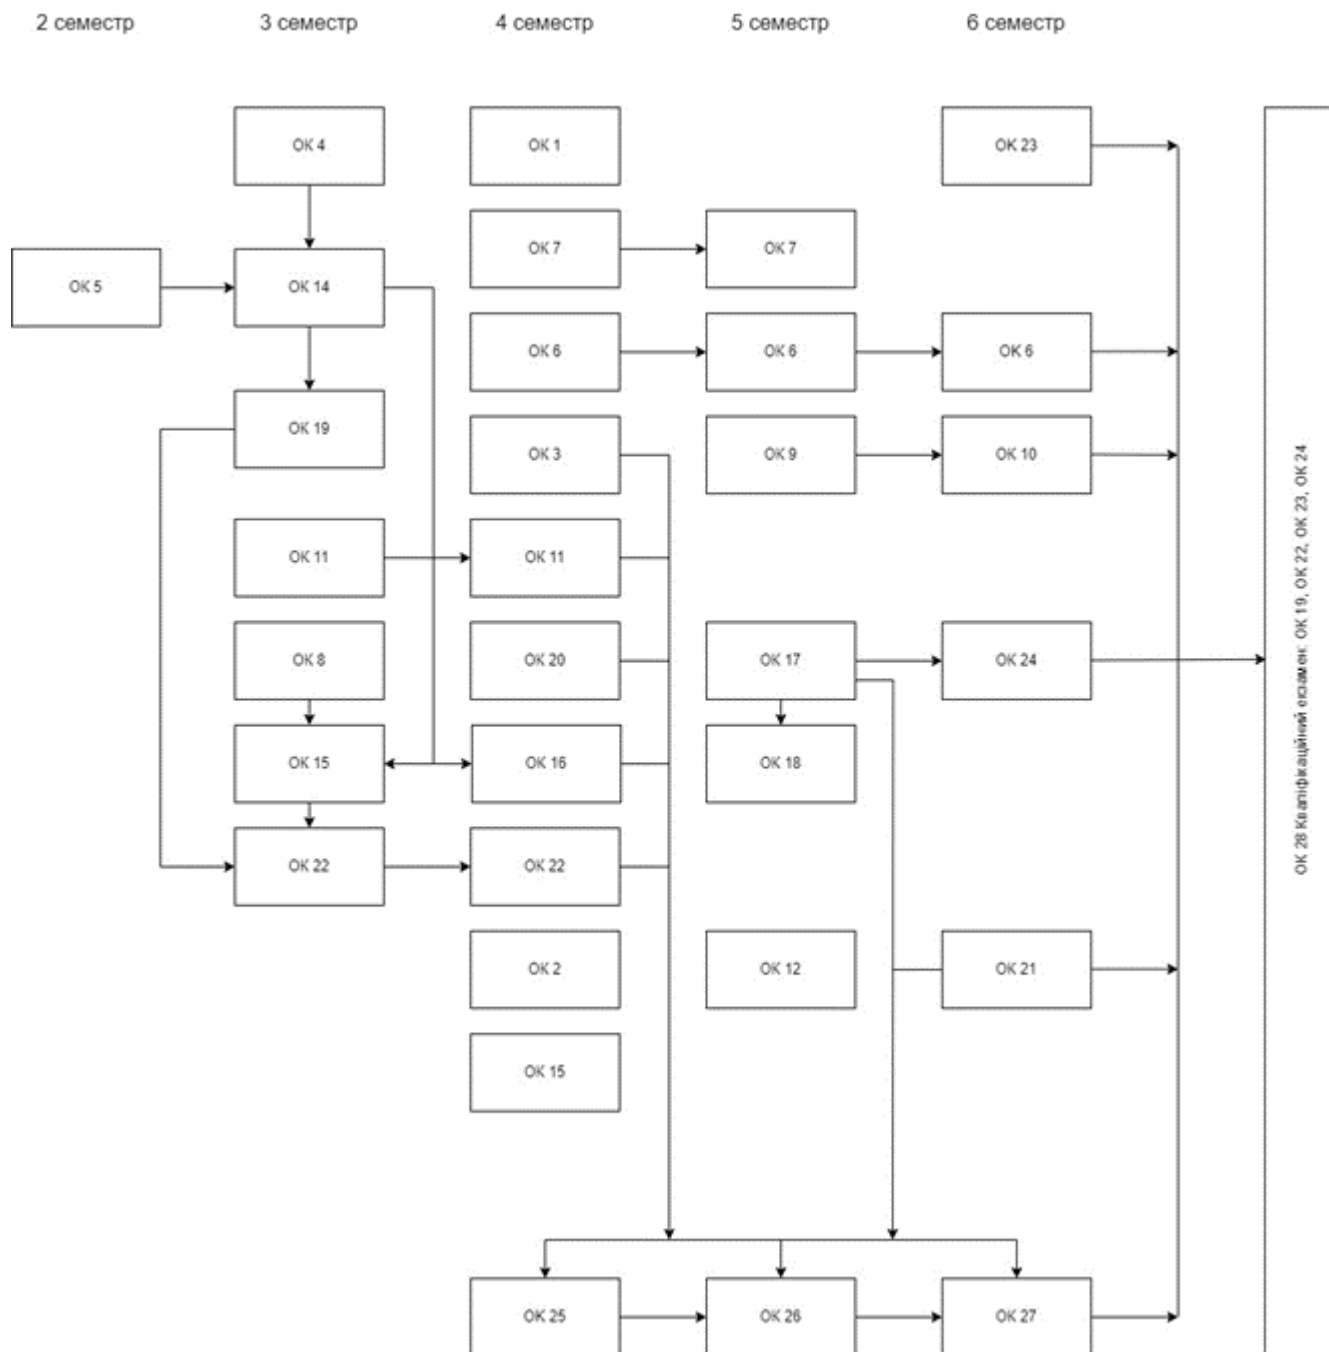 2 семестр
3 семестр
4 семестр
5 семестр
6 семестр
ОК 4
ОК 1
ОК 23
ОК 7
ОК 7
ОК 5
ОК 14
ОК 6
ОК 6
ОК 6
ОК 19
ОК 3
ОК 9
ОК 10
ОК 11
ОК 11
ОК 8
ОК 20
ОК 17
ОК 24
ОК 15
ОК 16
ОК 18
ОК 22
ОК 22
ОК 2
ОК 12
ОК 21
ОК 15
ОК 25
ОК 26
ОК 27
ОК 28 Кваліфікаційний екзамен: ОК 19, ОК 22, ОК 23, ОК 24